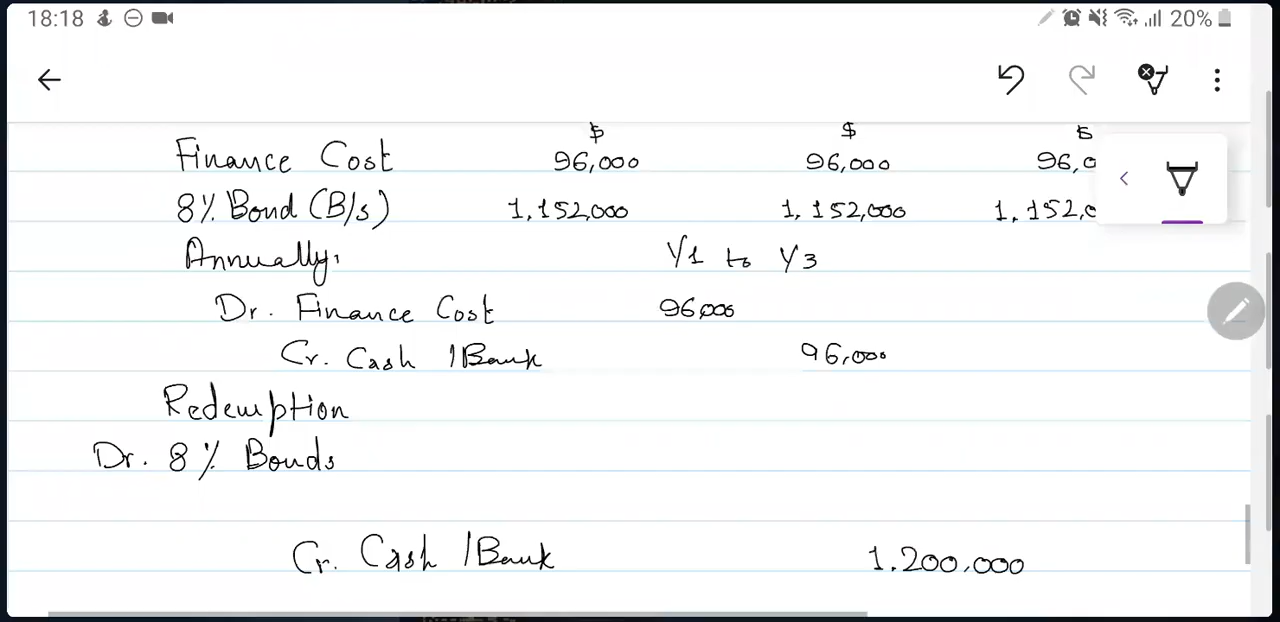 18:18 20%
$ $ $
Finance Cost 96,000 96,000 96,0
8% Bond (B/s) 1,152,000 1,152,000 1,152,0
Annually, Y1 to Y3
Dr. Finance Cost 96,000
Cr. Cash /Bank 96,000
Redemption
Dr. 8% Bonds
Cr. Cash /Bank 1,200,000